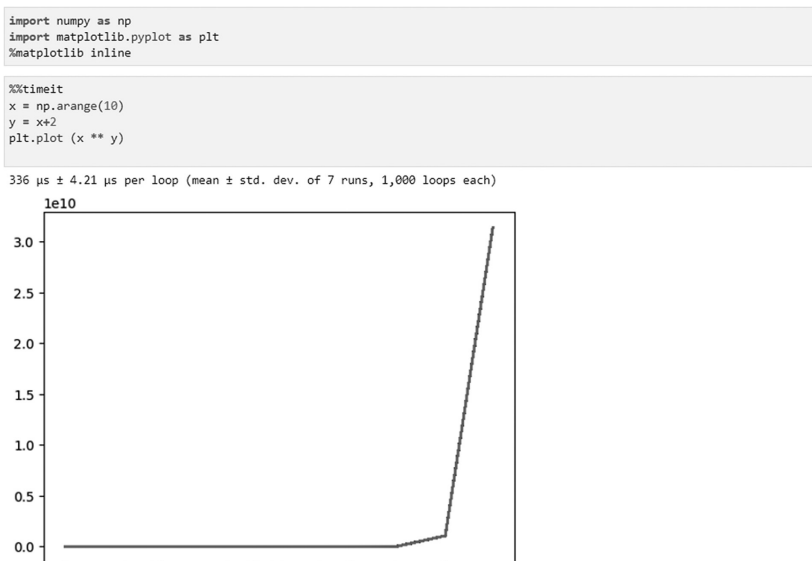 import numpy as np
import matplotlib.pyplot as plt
%matplotlib inline
%%timeit
x = np.arange(10)
y = x+2
plt.plot (x ** y)
336 µs ± 4.21 µs per loop (mean ± std. dev. of 7 runs, 1,000 loops each)
1e10
3.0
2.5
2.0
1.5
1.0
0.5
0.0